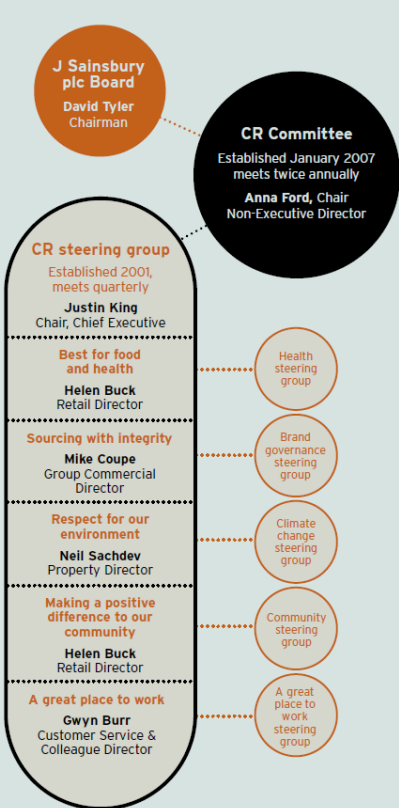 J Sainsbury
plc Board
David Tyler
Chairman
CR Committee
Established January 2007
meets twice annually
Anna Ford, Chair
Non-Executive Director
CR steering group
Established 2001,
meets quarterly
Justin King
Chair, Chief Executive
Best for food
and health
Helen Buck
Retail Director
Health
steering
group
Sourcing with integrity
Mike Coupe
Group Commercial
Director
Brand
governance
steering
group
Respect for our
environment
Neil Sachdev
Property Director
Climate
change
steering
group
Making a positive
difference to our
community
Helen Buck
Retail Director
Community
steering
group
A great place to work
Gwyn Burr
Customer Service &
Colleague Director
A great
place to
work
steering
group